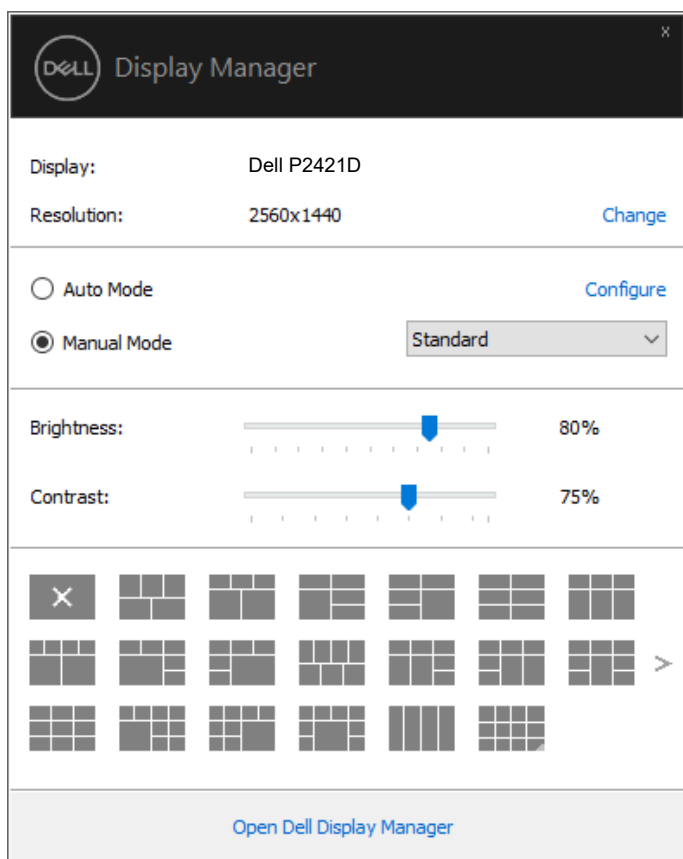 x
DELL Display Manager
Display: Dell P2421D
Resolution: 2560x1440 Change
Auto Mode Configure
Manual Mode Standard
Brightness: 80%
Contrast: 75%
Open Dell Display Manager